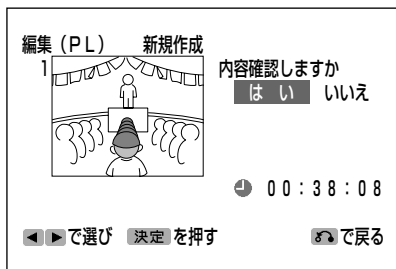 編集（ＰＬ）　新規作成
1
内容確認しますか
はい　いいえ
００：３８：０８
で選び　決定 を押す　で戻る